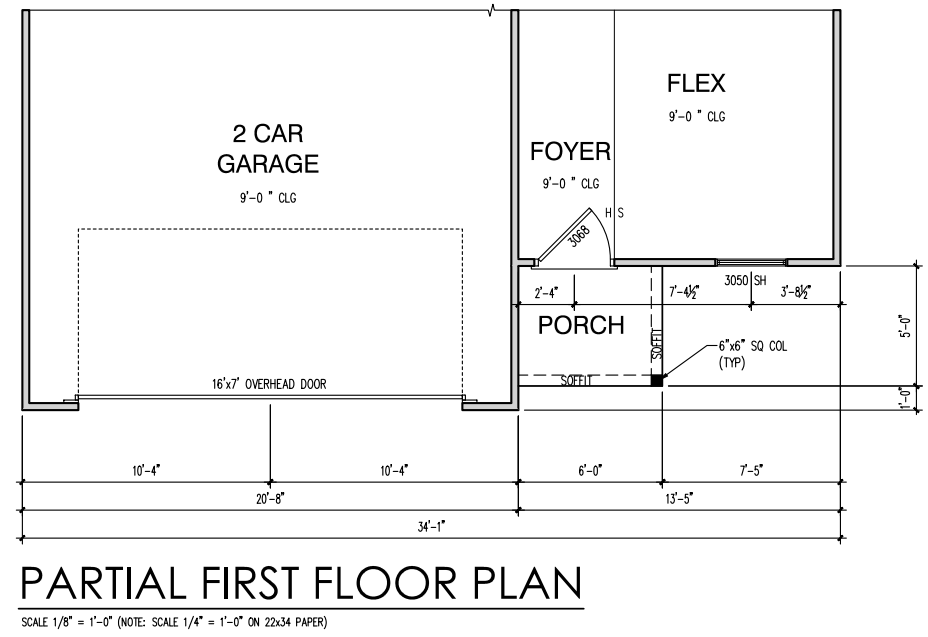 FLEX
9'-0 " CLG
2 CAR
GARAGE
9'-0 " CLG
FOYER
9'-0 " CLG
H S
3068
3050 SH
2'-4"
7'-4½"
3'-8½"
PORCH
SOFFIT
6"x6" SQ COL
(TYP)
5'-0"
16'x7' OVERHEAD DOOR
SOFFIT
1'-0"
10'-4"
10'-4"
6'-0"
7'-5"
20'-8"
13'-5"
34'-1"
PARTIAL FIRST FLOOR PLAN
SCALE 1/8" = 1'-0" (NOTE: SCALE 1/4" = 1'-0" ON 22x34 PAPER)